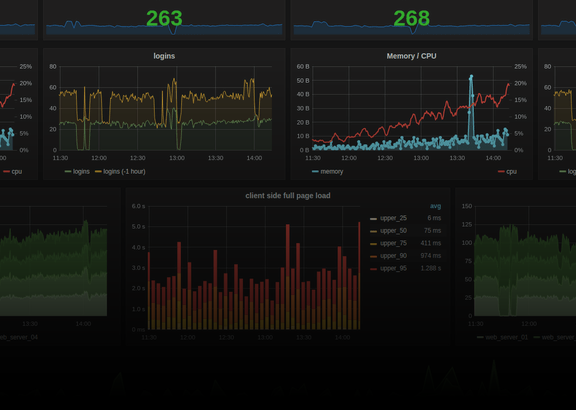 263
268
logins
Memory / CPU
25%
20%
15%
10%
5%
0%
00
cpu
80
60
40
20
0
11:30
12:00
12:30
13:00
13:30
14:00
logins
logins (-1 hour)
60 B
50 B
40 B
30 B
20 B
10 B
0 B
25%
20%
15%
10%
5%
0%
11:30
12:00
12:30
13:00
13:30
14:00
memory
cpu
80
60
40
20
0
11:30
client side full page load
6.0 s
5.0 s
4.0 s
3.0 s
2.0 s
1.0 s
0 ms
11:30
12:00
12:30
13:00
13:30
14:00
avg
upper_25 6 ms
upper_50 75 ms
upper_75 411 ms
upper_90 974 ms
upper_95 1.288 s
13:30
14:00
web_server_04
150
125
100
75
50
25
0
11:30
12:00
web_server_01